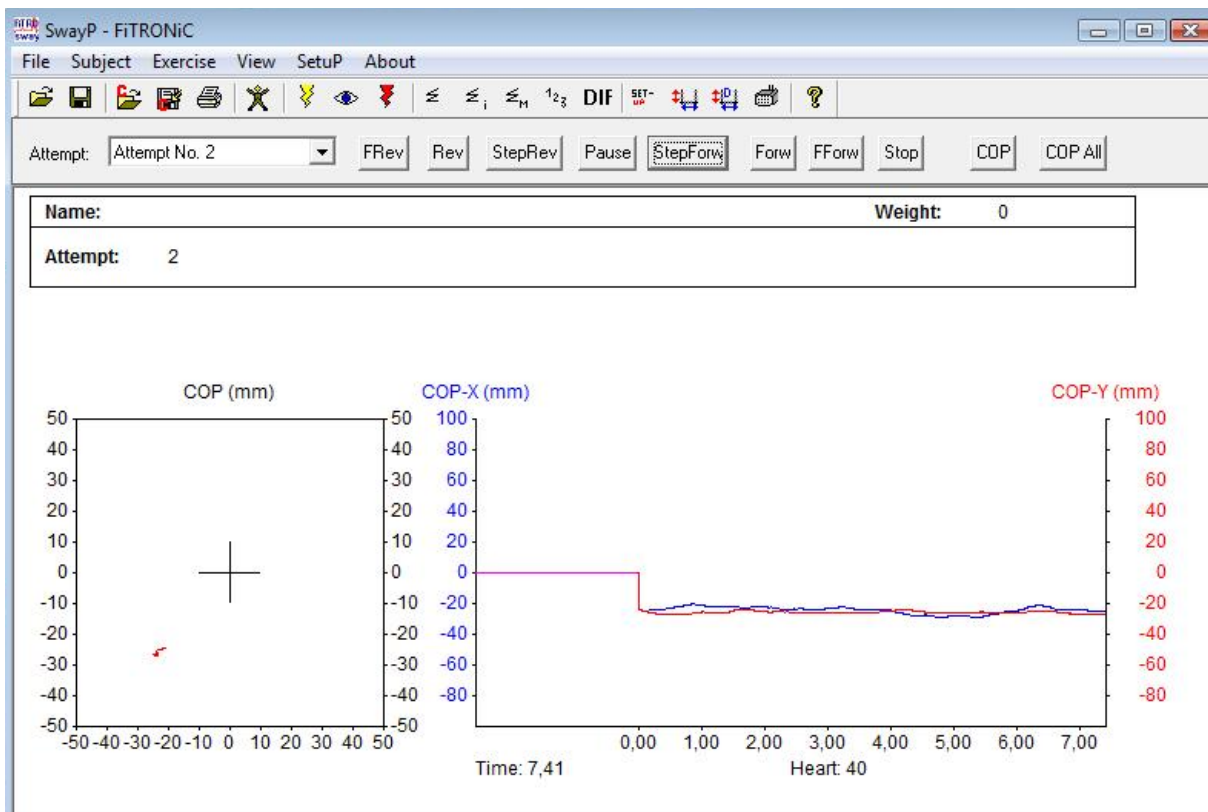 SwayP - FiTRONiC
File Subject Exercise View SetuP About
DIF SET-UP
Attempt: Attempt No. 2 FRev Rev StepRev Pause StepForw Forw FForw Stop COP COP All
Name: Weight: 0
Attempt: 2
COP (mm) COP-X (mm) COP-Y (mm)
50 50 100 100
40 40 80 80
30 30 60 60
20 20 40 40
10 10 20 20
0 0 0 0
-10 -10 -20 -20
-20 -20 -40 -40
-30 -30 -60 -60
-40 -40 -80 -80
-50 -50
-50 -40 -30 -20 -10 0 10 20 30 40 50 0,00 1,00 2,00 3,00 4,00 5,00 6,00 7,00
Time: 7,41 Heart: 40